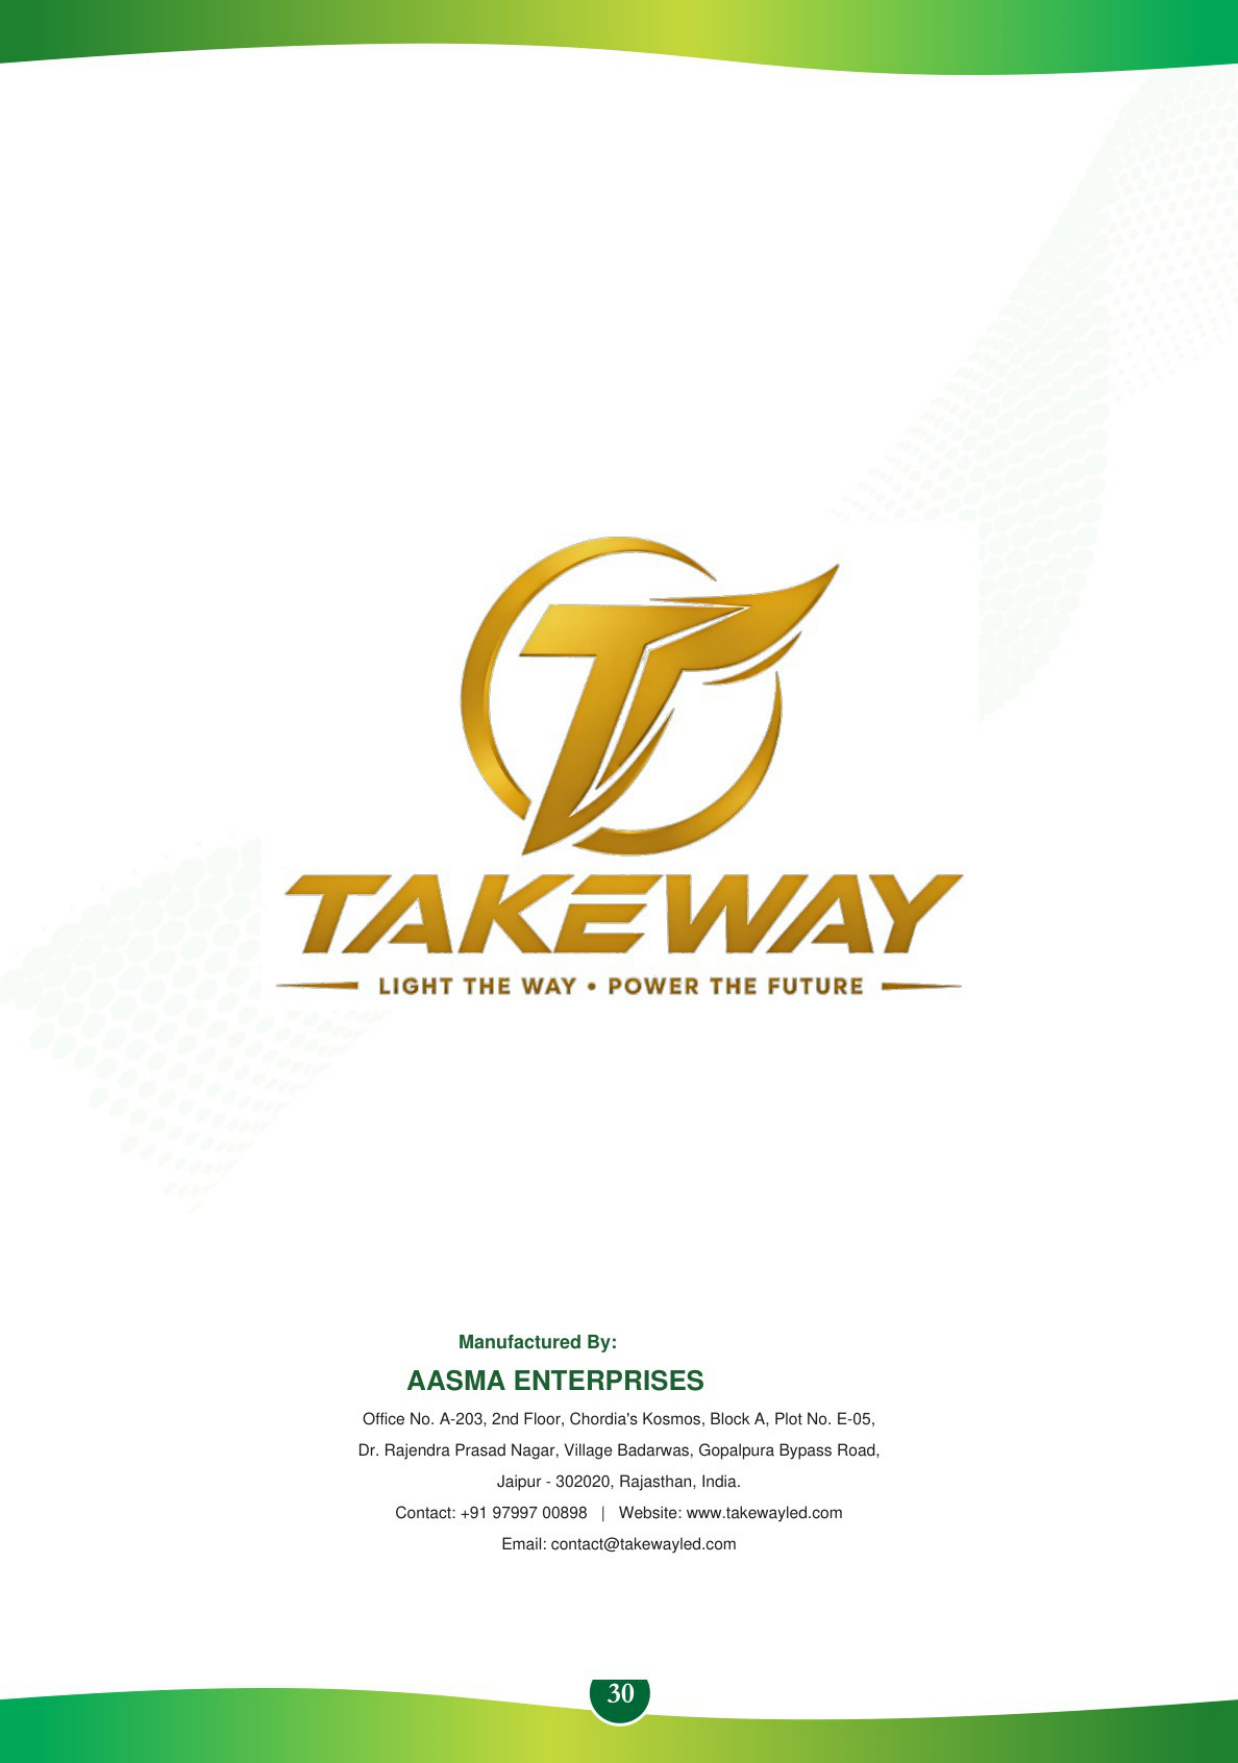 TAKEWAY
LIGHT THE WAY • POWER THE FUTURE
Manufactured By:
AASMA ENTERPRISES
Office No. A-203, 2nd Floor, Chordia's Kosmos, Block A, Plot No. E-05,
Dr. Rajendra Prasad Nagar, Village Badarwas, Gopalpura Bypass Road,
Jaipur - 302020, Rajasthan, India.
Contact: +91 97997 00898 | Website: www.takewayled.com
Email: contact@takewayled.com
30